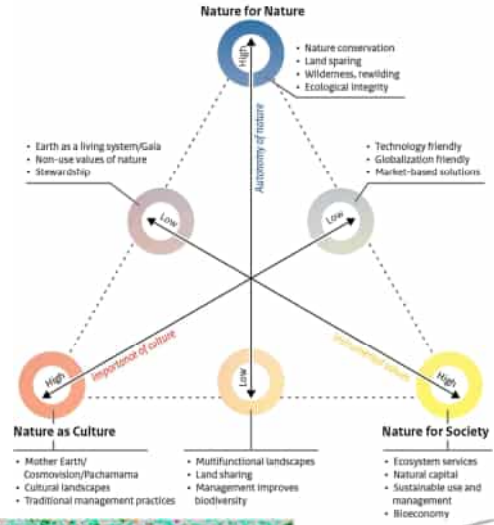 Nature for Nature
High
• Nature conservation
• Land sparing
• Wilderness, rewilding
• Ecological integrity
Autonomy of nature
• Earth as a living system/Gaia
• Non-use values of nature
• Stewardship
• Technology friendly
• Globalization friendly
• Market-based solutions
Low
Low
Importance of culture
Instrumental values
High
Low
High
Nature as Culture
Nature for Society
• Mother Earth/
Cosmovision/Pachamama
• Cultural landscapes
• Traditional management practices
• Multifunctional landscapes
• Land sharing
• Management improves
biodiversity
• Ecosystem services
• Natural capital
• Sustainable use and
management
• Bioeconomy